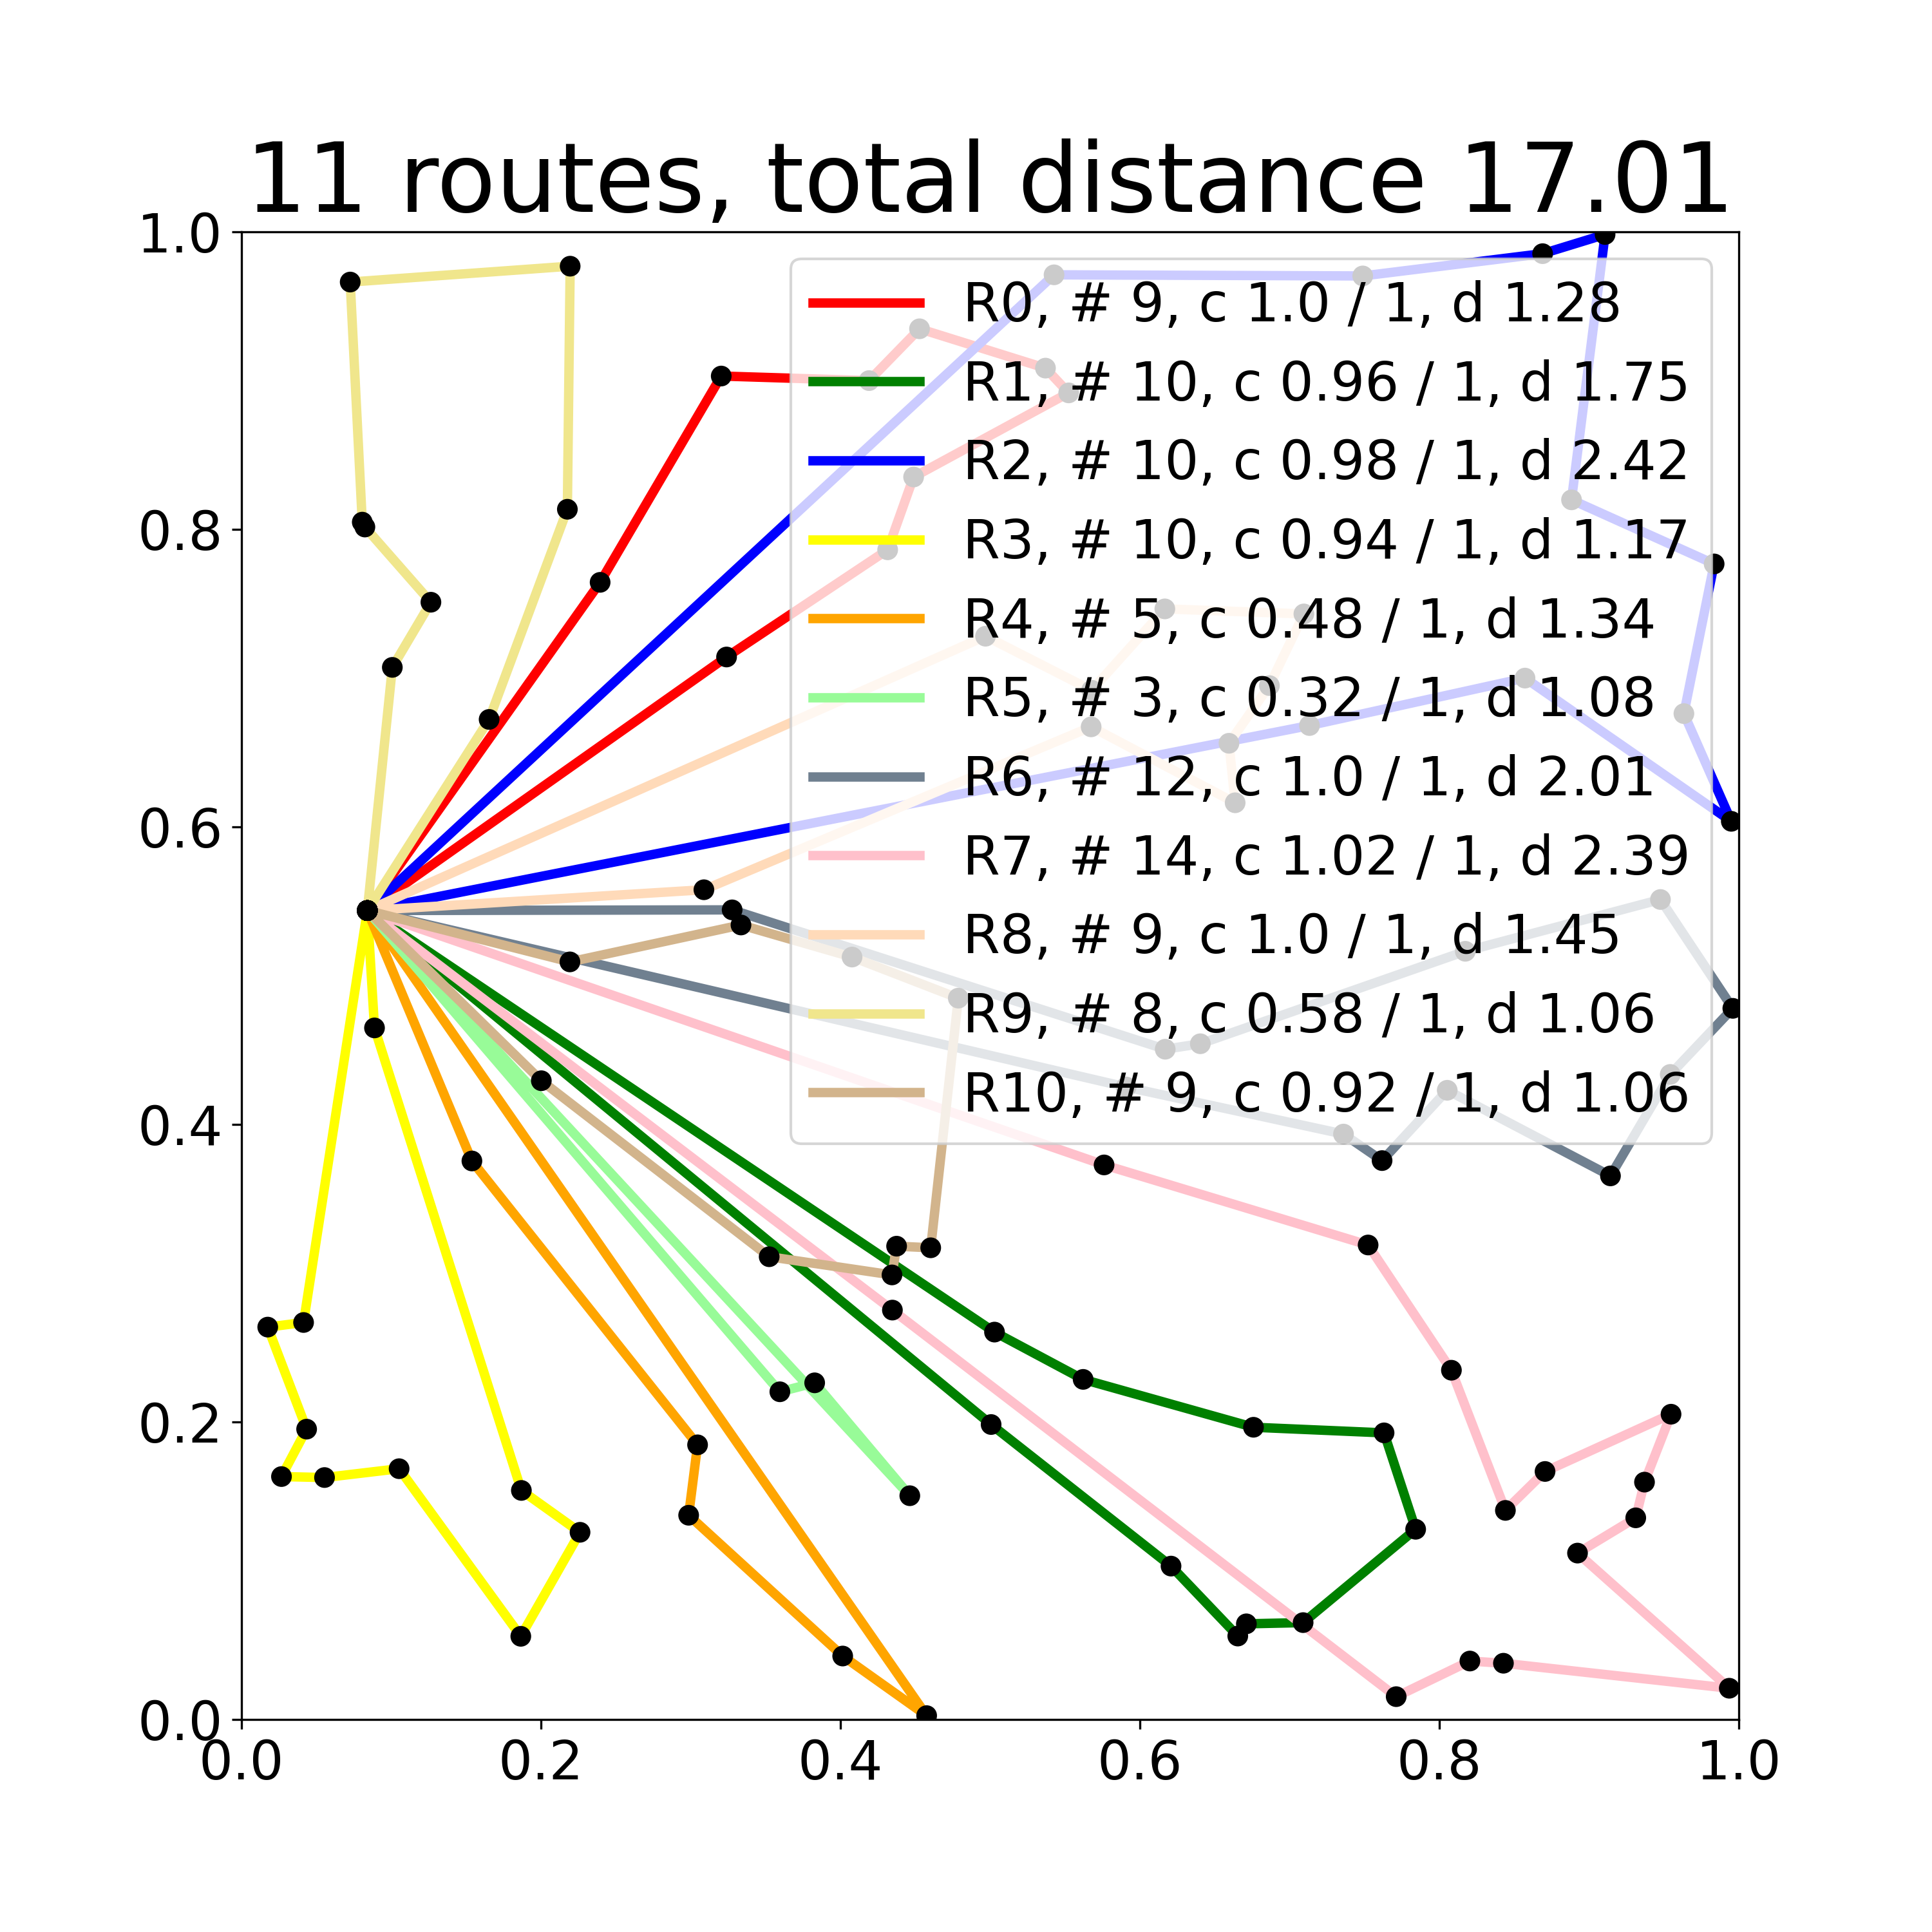 11 routes, total distance 17.01
1.0
0.8
0.6
0.4
0.2
0.0
0.0 0.2 0.4 0.6 0.8 1.0
R0, # 9, c 1.0 / 1, d 1.28
R1, # 10, c 0.96 / 1, d 1.75
R2, # 10, c 0.98 / 1, d 2.42
R3, # 10, c 0.94 / 1, d 1.17
R4, # 5, c 0.48 / 1, d 1.34
R5, # 3, c 0.32 / 1, d 1.08
R6, # 12, c 1.0 / 1, d 2.01
R7, # 14, c 1.02 / 1, d 2.39
R8, # 9, c 1.0 / 1, d 1.45
R9, # 8, c 0.58 / 1, d 1.06
R10, # 9, c 0.92 / 1, d 1.06